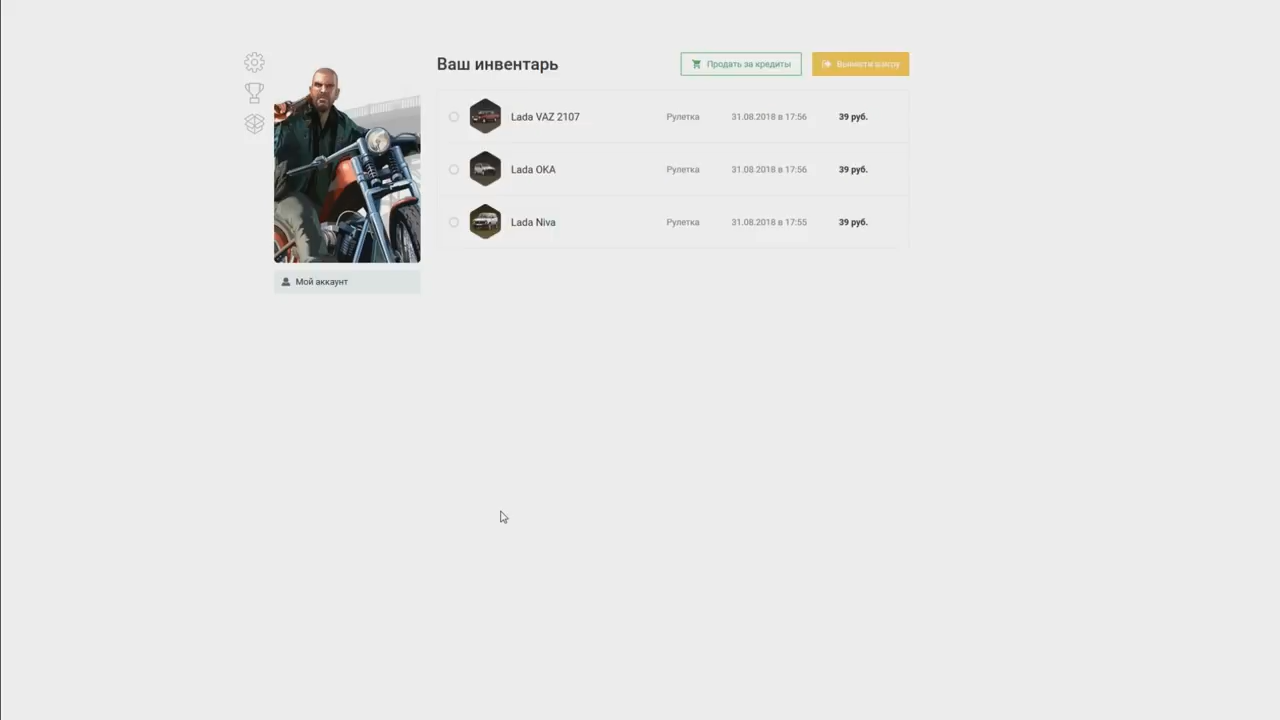 Ваш инвентарь
Продать за кредиты
Вывести в игру
Lada VAZ 2107 Рулетка 31.08.2018 в 17:56 39 руб.
Lada OKA Рулетка 31.08.2018 в 17:56 39 руб.
Lada Niva Рулетка 31.08.2018 в 17:55 39 руб.
Мой аккаунт